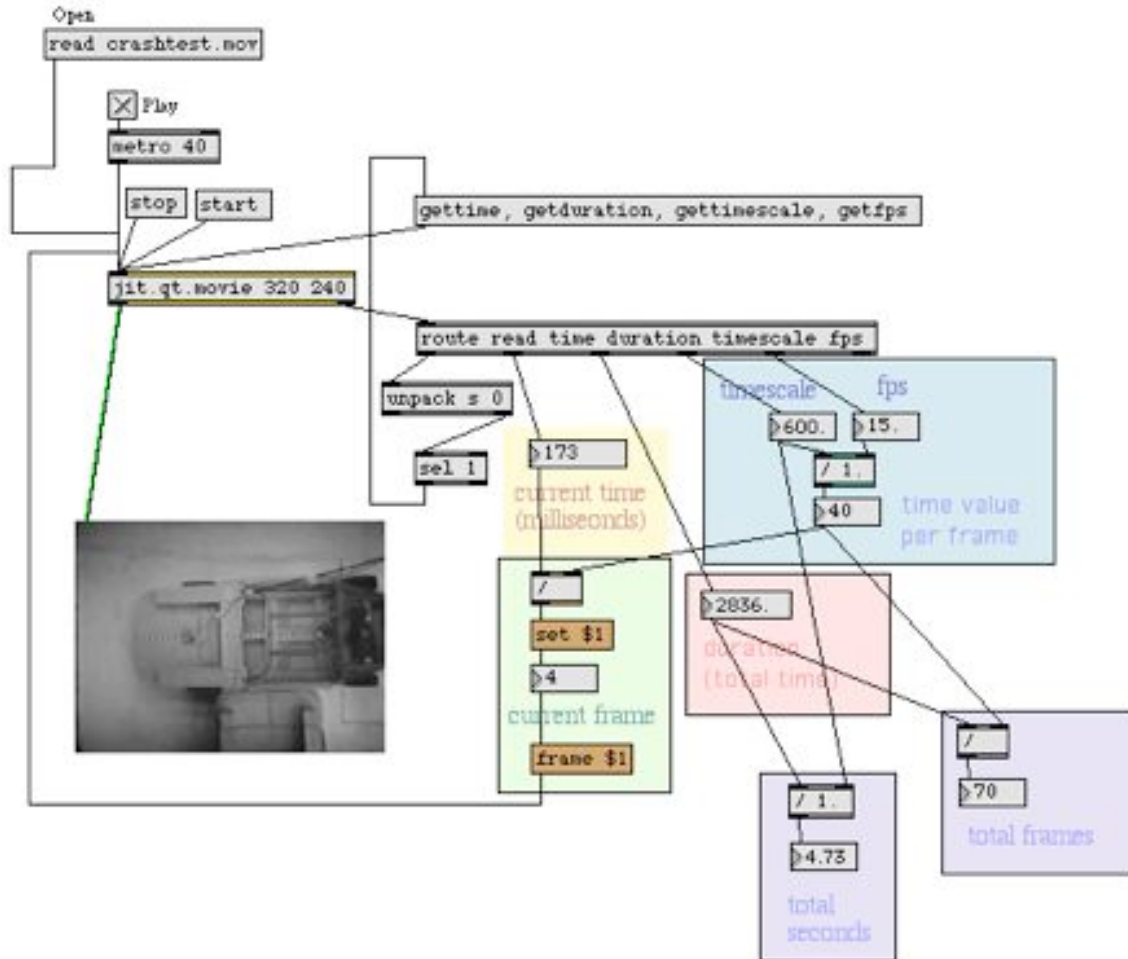 Open
read crashtest.mov
Play
metro 40
stop
start
gettime, getduration, gettimescale, getfps
jit.qt.movie 320 240
route read time duration timescale fps
unpack s 0
sel 1
timescale
fps
600.
15.
/ 1.
40
time value
per frame
173
current time
(milliseonds)
/
set $1
4
current frame
frame $1
2836.
duration
(total time)
/
70
total frames
/ 1.
4.73
total
seconds